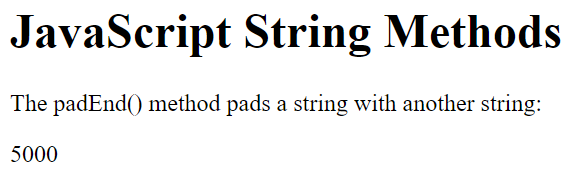 JavaScript String Methods
The padEnd() method pads a string with another string:
5000